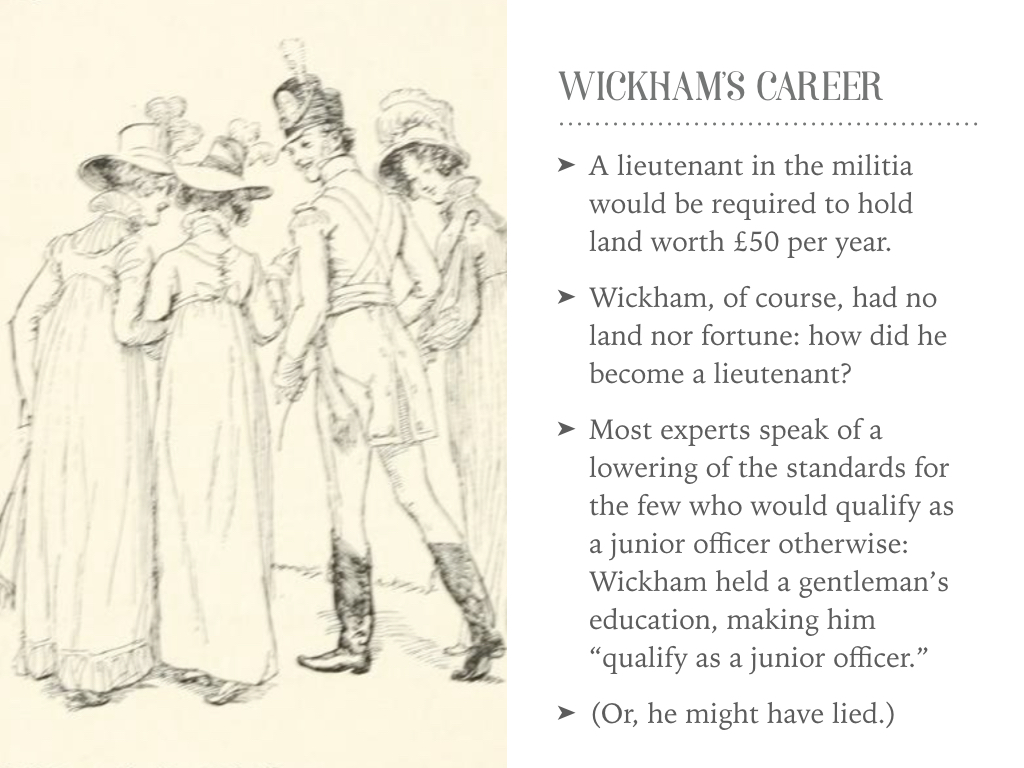 WICKHAM'S CAREER
➤ A lieutenant in the militia
would be required to hold
land worth £50 per year.
➤ Wickham, of course, had no
land nor fortune: how did he
become a lieutenant?
➤ Most experts speak of a
lowering of the standards for
the few who would qualify as
a junior officer otherwise:
Wickham held a gentleman’s
education, making him
“qualify as a junior officer.”
➤ (Or, he might have lied.)